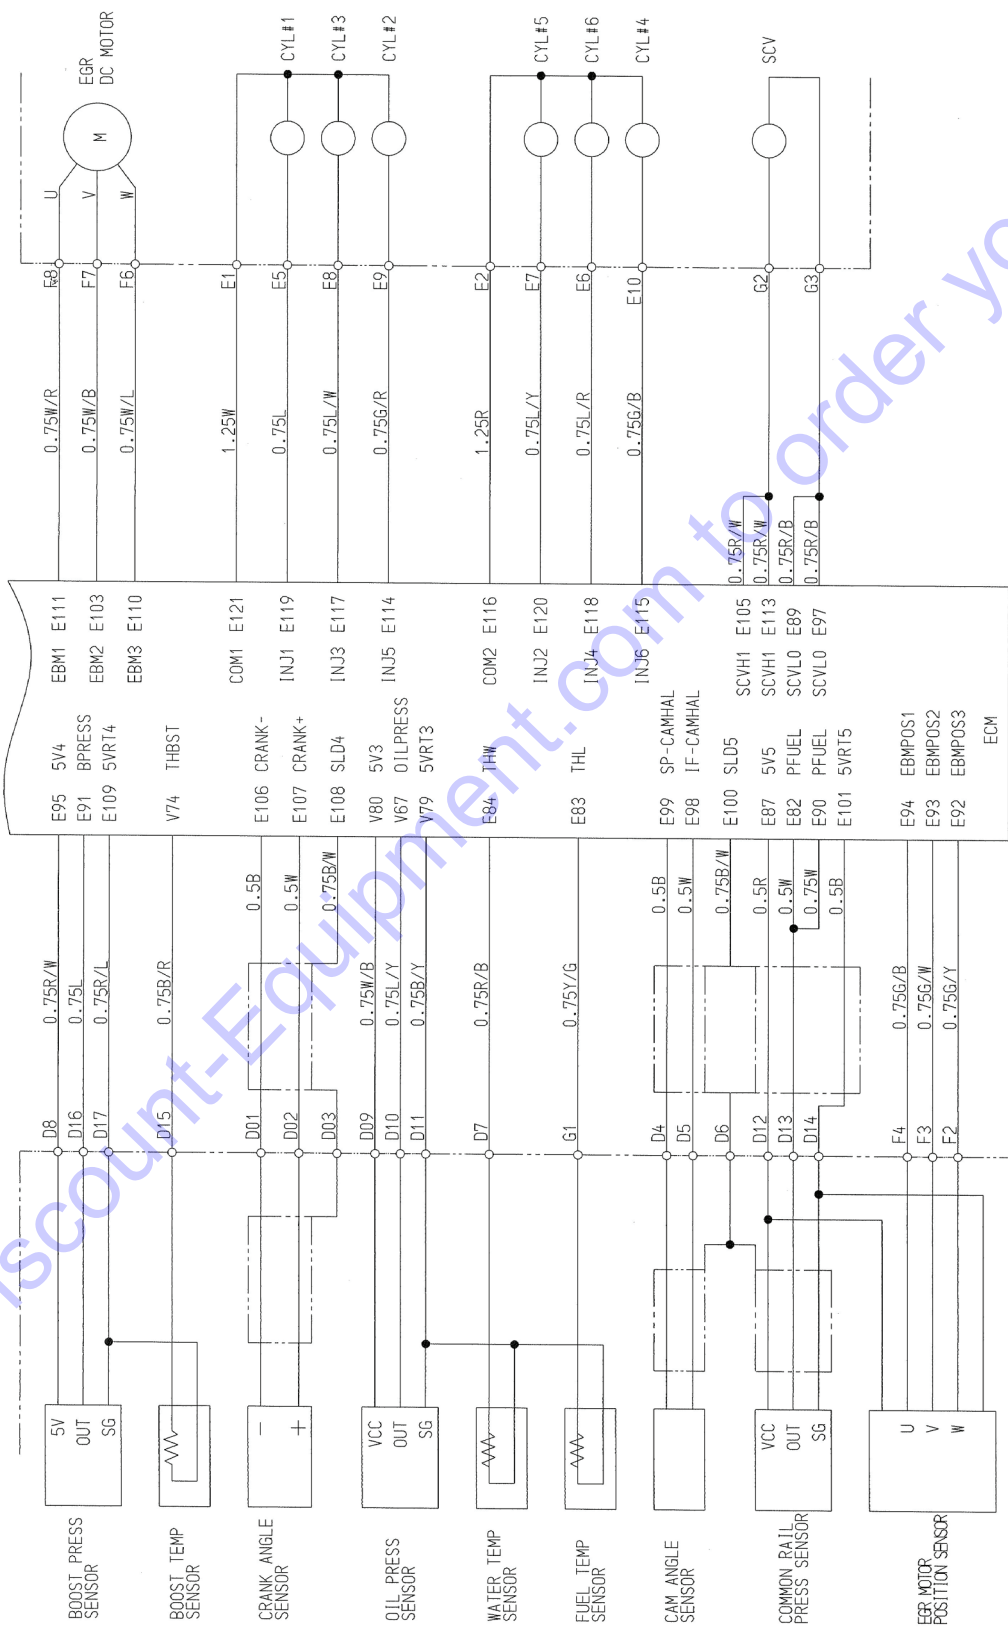 EGR
DC MOTOR
M
U
V
W
F8
F7
F6
CYL#1
CYL#3
CYL#2
E1
E5
E8
E9
CYL#5
CYL#6
CYL#4
E2
E7
E6
E10
SCV
G2
G3
0.75W/R
0.75W/B
0.75W/L
1.25W
0.75L
0.75L/W
0.75G/R
1.25R
0.75L/Y
0.75L/R
0.75G/B
0.75R/W
0.75R/W
0.75R/B
0.75R/B
EBM1 E111
EBM2 E103
EBM3 E110
COM1 E121
INJ1 E119
INJ3 E117
INJ5 E114
COM2 E116
INJ2 E120
INJ4 E118
INJ6 E115
SCVHI E105
SCVHI E113
SCVLO E89
SCVLO E97
E95 5V4
E91 BPRESS
E109 5VRT4
V74 THBST
E106 CRANK-
E107 CRANK+
E108 SLD4
V80 5V3
V67 OILPRESS
V79 5VRT3
E84 THW
E83 THL
E99 SP-CAMHAL
E98 IF-CAMHAL
E100 SLD5
E87 5V5
E82 PFUEL
E90 PFUEL
E101 5VRT5
E94 EBMPOS1
E93 EBMPOS2
E92 EBMPOS3
ECM
0.75R/W
0.75L
0.75R/L
0.75B/R
0.5B
0.5W
0.75B/W
0.75W/B
0.75L/Y
0.75B/Y
0.75R/B
0.75Y/G
0.5B
0.5W
0.75B/W
0.5R
0.5W
0.75W
0.5B
0.75G/B
0.75G/W
0.75G/Y
D8
D16
D17
D15
D01
D02
D03
D09
D10
D11
D7
G1
D4
D5
D6
D12
D13
D14
F4
F3
F2
5V
OUT
SG
BOOST PRESS
SENSOR
BOOST TEMP
SENSOR
-
+
CRANK ANGLE
SENSOR
VCC
OUT
SG
OIL PRESS
SENSOR
WATER TEMP
SENSOR
FUEL TEMP
SENSOR
CAM ANGLE
SENSOR
VCC
OUT
SG
COMMON RAIL
PRESS SENSOR
U
V
W
EGR MOTOR
POSITION SENSOR
iscount-Equipment.com to order yo